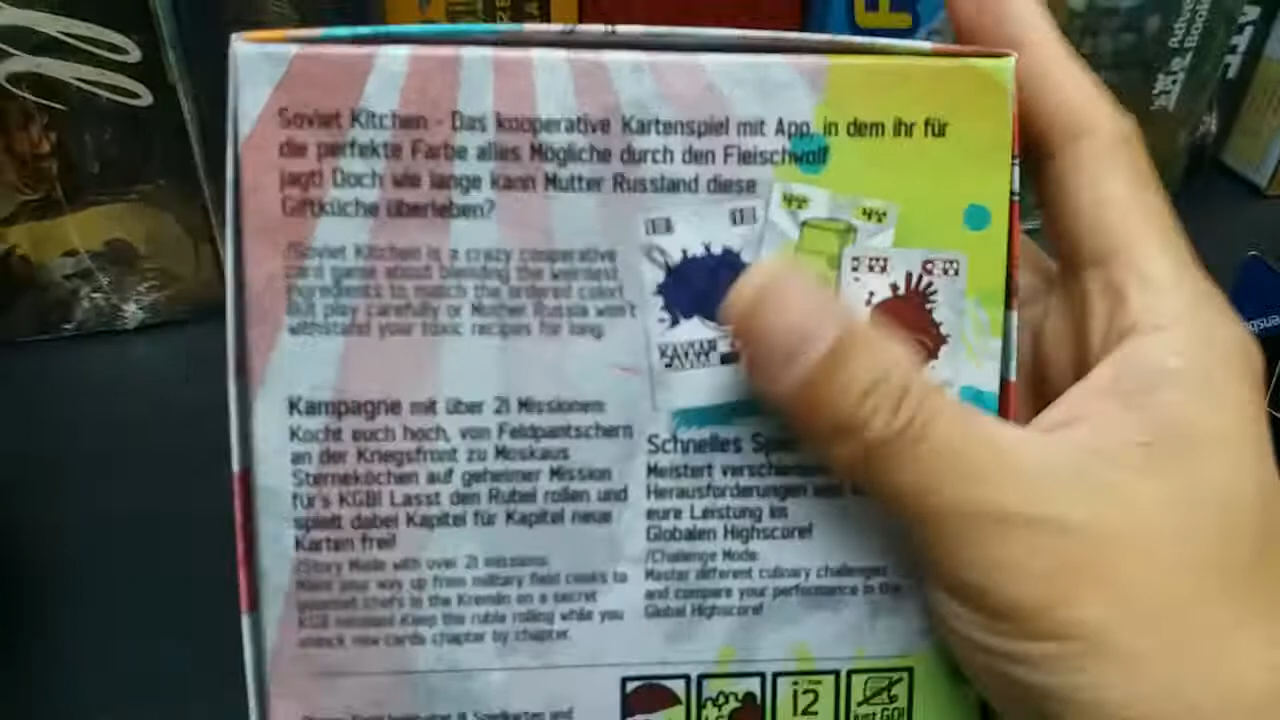 Soviet Kitchen - Das kooperative Kartenspiel mit App, in dem ihr für
die perfekte Farbe alles Mögliche durch den Fleischwolf
jagt! Doch wie lange kann Mutter Russland diese
Giftküche überleben?
/Soviet Kitchen is a crazy cooperative
card game about blending the weirdest
ingredients to match the ordered color!
But play carefully or Mother Russia won't
withstand your toxic recipes for long.
KAVIAR
Kampagne mit über 21 Missionen:
Kocht euch hoch, von Feldpantschern
an der Kriegsfront zu Moskaus
Sterneköchen auf geheimer Mission
für's KGB! Lasst den Rubel rollen und
spielt dabei Kapitel für Kapitel neue
Karten frei!
/Story Mode with over 21 missions:
Make your way up from military field cooks to
gourmet chefs in the Kremlin on a secret
KGB mission! Keep the ruble rolling while you
unlock new cards chapter by chapter.
Schnelles
Meistert
Herausforderungen
eure Leistung im
Globalen Highscore!
/Challenge Mode:
Master different culinary challenges
and compare your performance in the
Global Highscore!
12
Just GO!